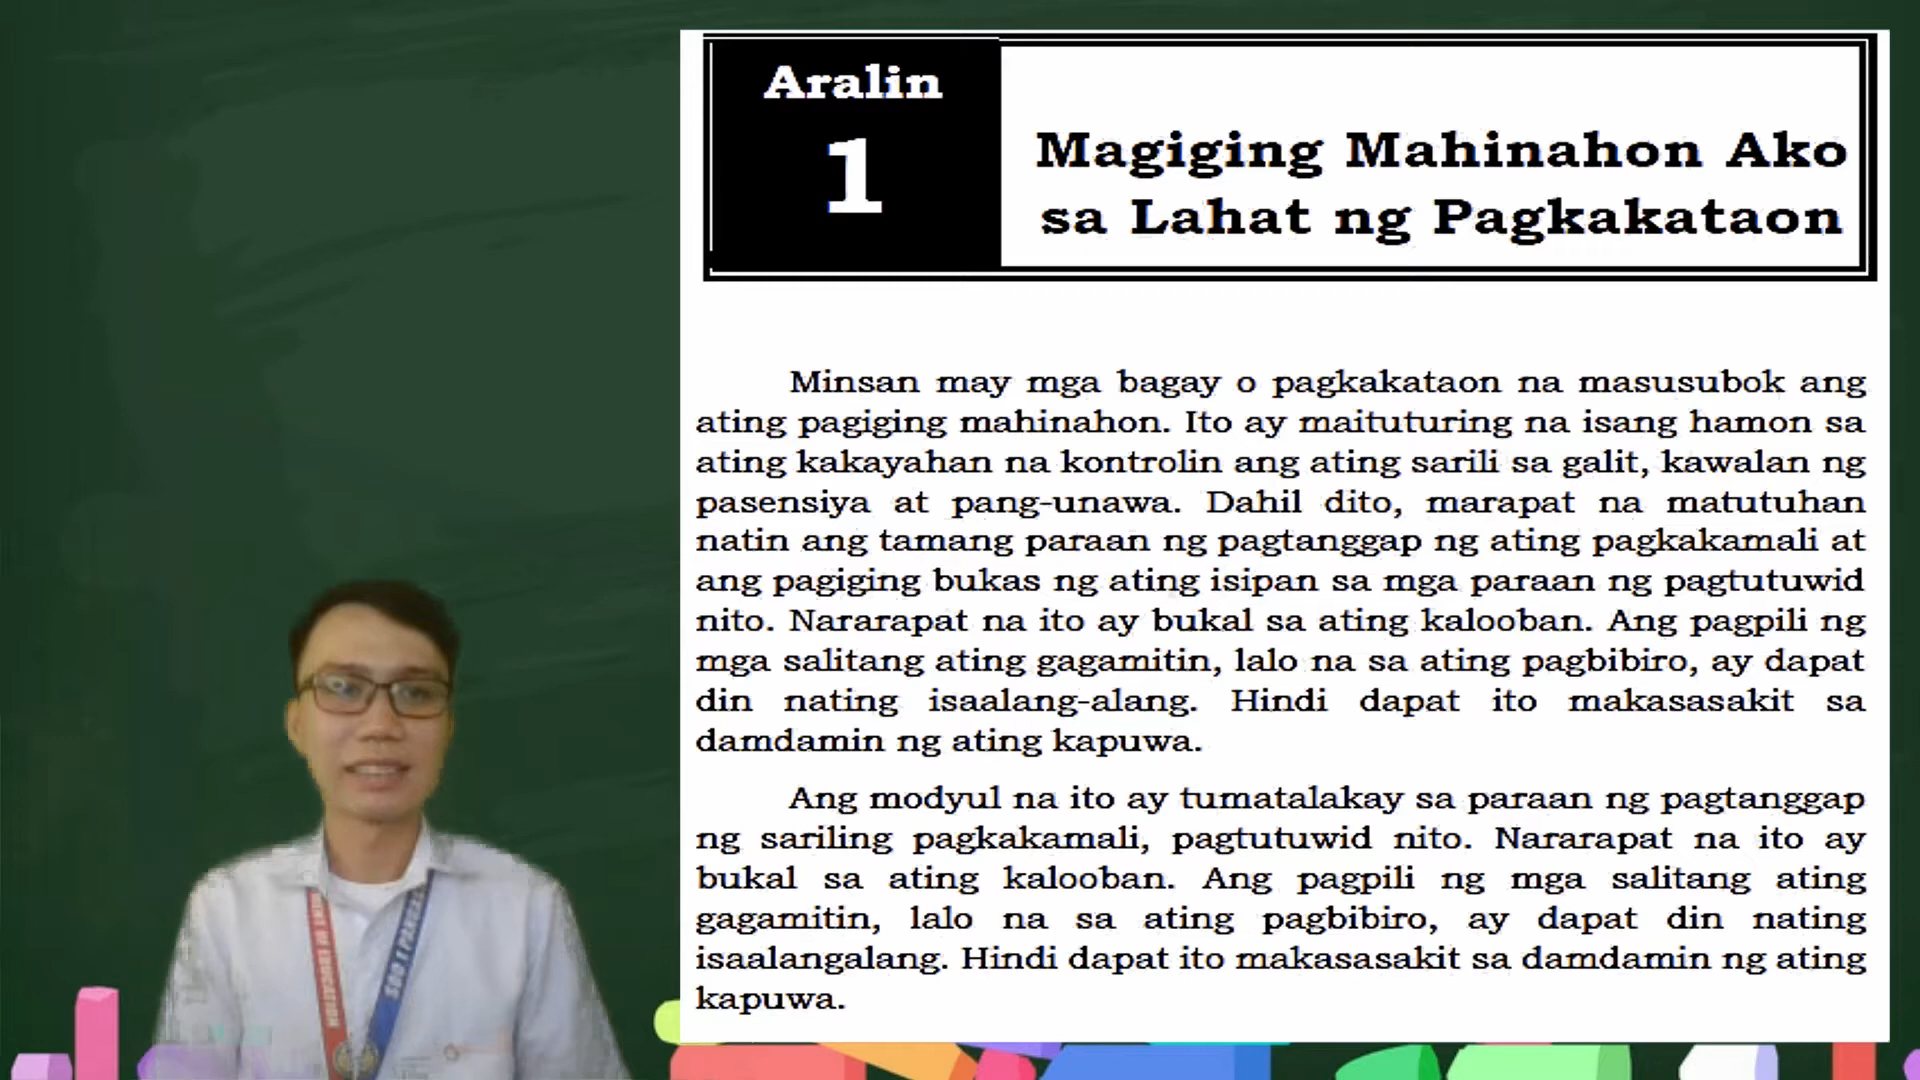 Aralin
1
Magiging Mahinahon Ako
sa Lahat ng Pagkakataon
Minsan may mga bagay o pagkakataon na masusubok ang
ating pagiging mahinahon. Ito ay maituturing na isang hamon sa
ating kakayahan na kontrolin ang ating sarili sa galit, kawalan ng
pasensiya at pang-unawa. Dahil dito, marapat na matutuhan
natin ang tamang paraan ng pagtanggap ng ating pagkakamali at
ang pagiging bukas ng ating isipan sa mga paraan ng pagtutuwid
nito. Nararapat na ito ay bukal sa ating kalooban. Ang pagpili ng
mga salitang ating gagamitin, lalo na sa ating pagbibiro, ay dapat
din nating isaalang-alang. Hindi dapat ito makasasakit sa
damdamin ng ating kapuwa.
Ang modyul na ito ay tumatalakay sa paraan ng pagtanggap
ng sariling pagkakamali, pagtutuwid nito. Nararapat na ito ay
bukal sa ating kalooban. Ang pagpili ng mga salitang ating
gagamitin, lalo na sa ating pagbibiro, ay dapat din nating
isaalangalang. Hindi dapat ito makasasakit sa damdamin ng ating
kapuwa.